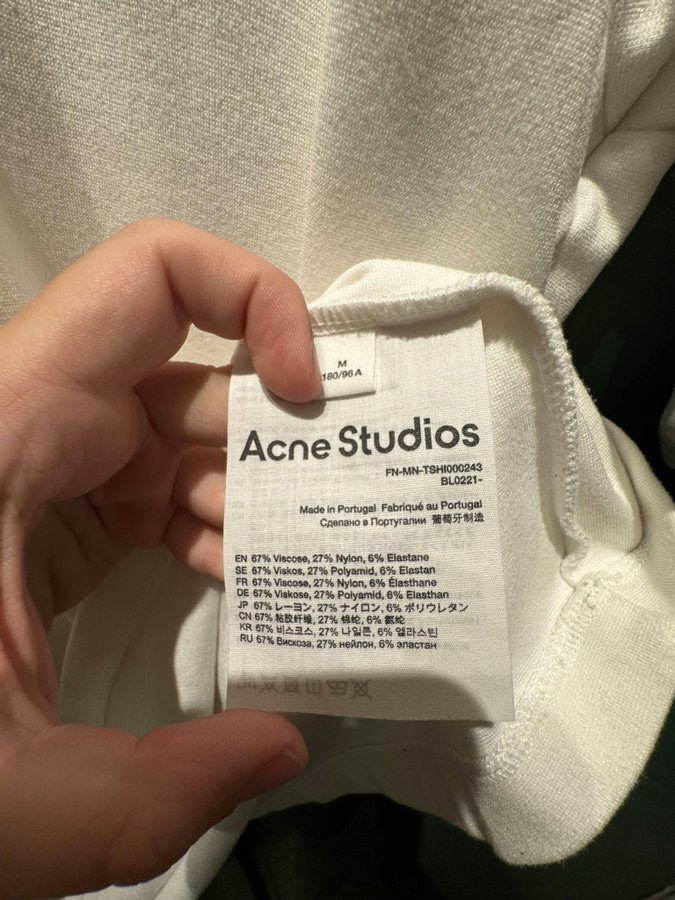 M
180/96A
Acne Studios
FN-MN-TSHI000243
BL0221-
Made in Portugal Fabriqué au Portugal
Сделано в Португалии 葡萄牙制造
EN 67% Viscose, 27% Nylon, 6% Elastane
SE 67% Viskos, 27% Polyamid, 6% Elastan
FR 67% Viscose, 27% Nylon, 6% Élasthane
DE 67% Viskose, 27% Polyamid, 6% Elasthan
JP 67% レーヨン, 27% ナイロン, 6% ポリウレタン
CN 67% 粘胶纤维, 27% 锦纶, 6% 氨纶
KR 67% 비스코스, 27% 나일론, 6% 엘라스틴
RU 67% Вискоза, 27% нейлон, 6% эластан